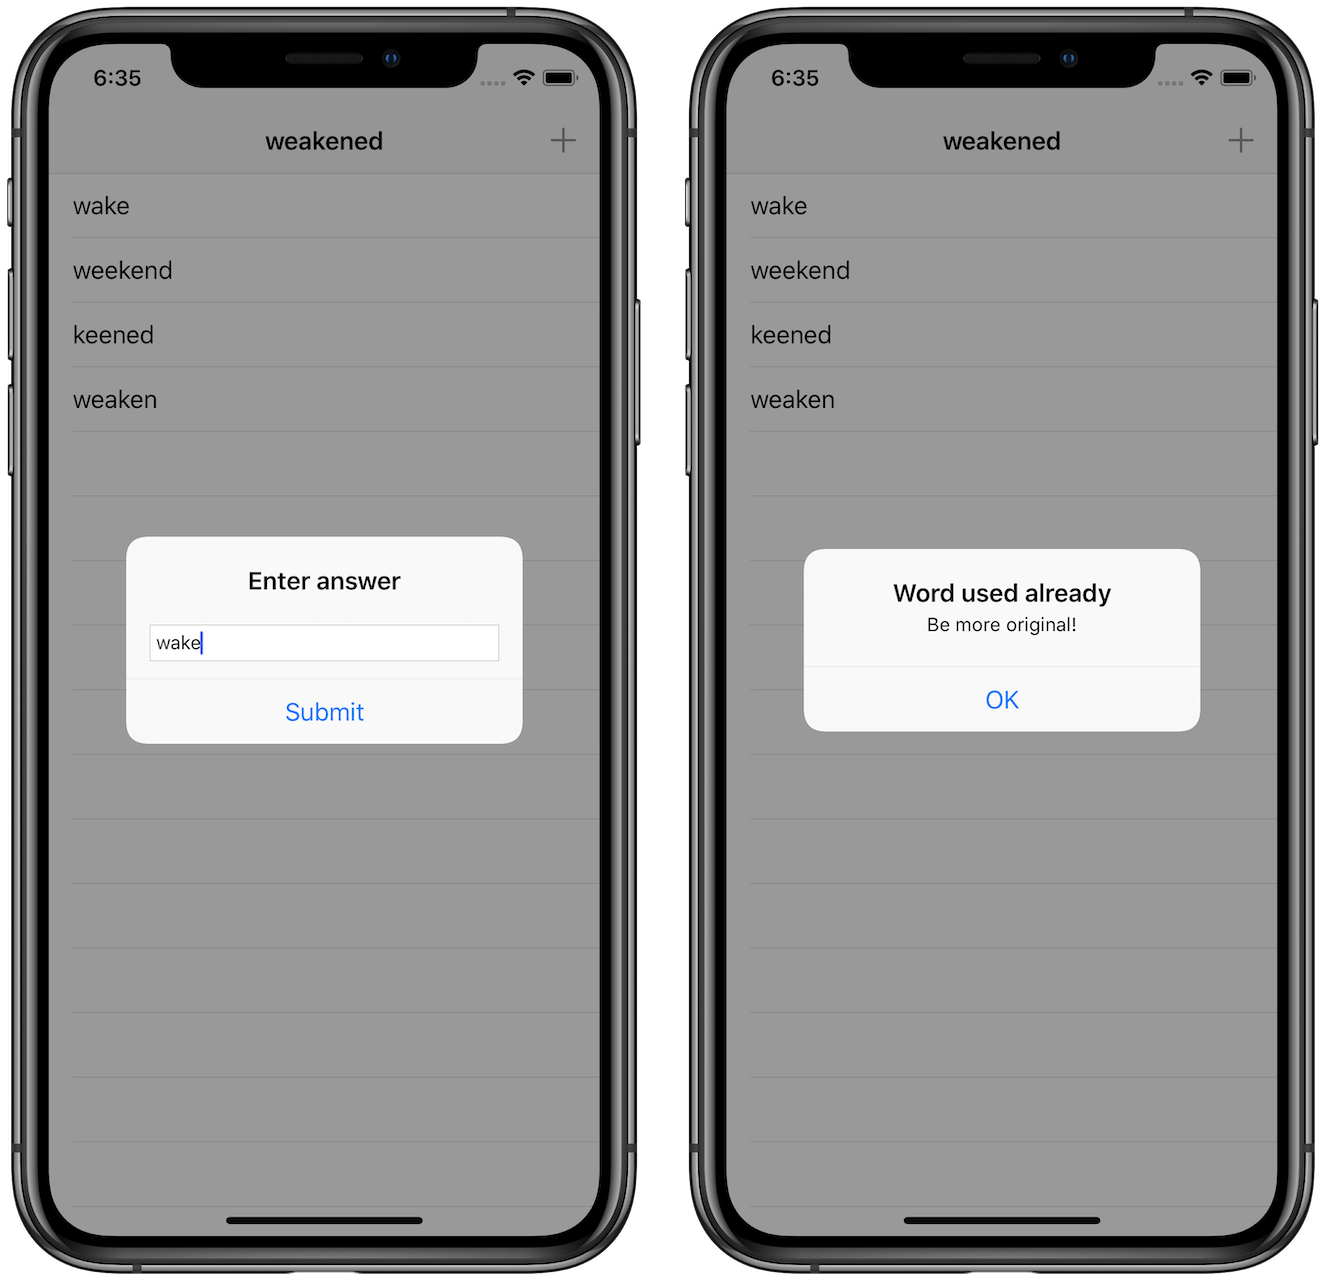 6:35
weakened
wake
weekend
keened
weaken
Enter answer
wake
Submit
6:35
weakened
wake
weekend
keened
weaken
Word used already
Be more original!
OK